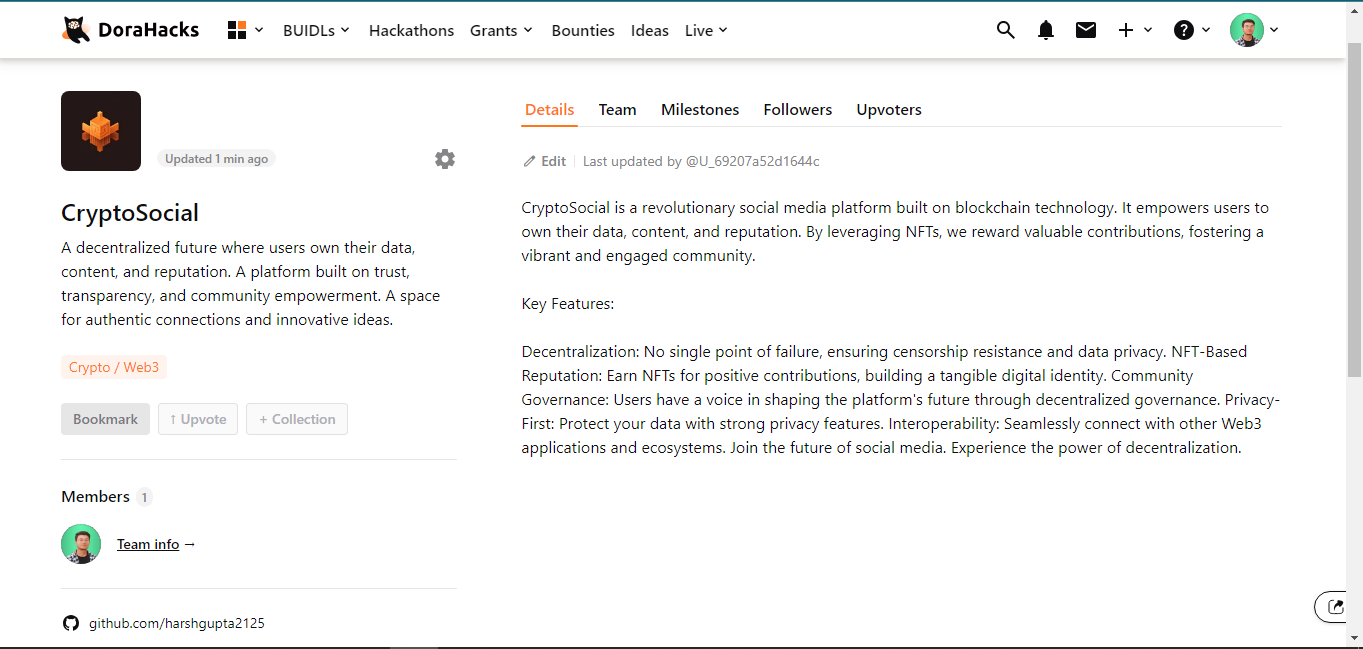 DoraHacks
BUIDLs
Hackathons
Grants
Bounties
Ideas
Live
Updated 1 min ago
CryptoSocial
A decentralized future where users own their data,
content, and reputation. A platform built on trust,
transparency, and community empowerment. A space
for authentic connections and innovative ideas.
Crypto / Web3
Bookmark
↑ Upvote
+ Collection
Members 1
Team info →
github.com/harshgupta2125
Details
Team
Milestones
Followers
Upvoters
Edit
Last updated by @U_69207a52d1644c
CryptoSocial is a revolutionary social media platform built on blockchain technology. It empowers users to
own their data, content, and reputation. By leveraging NFTs, we reward valuable contributions, fostering a
vibrant and engaged community.
Key Features:
Decentralization: No single point of failure, ensuring censorship resistance and data privacy. NFT-Based
Reputation: Earn NFTs for positive contributions, building a tangible digital identity. Community
Governance: Users have a voice in shaping the platform's future through decentralized governance. Privacy-
First: Protect your data with strong privacy features. Interoperability: Seamlessly connect with other Web3
applications and ecosystems. Join the future of social media. Experience the power of decentralization.